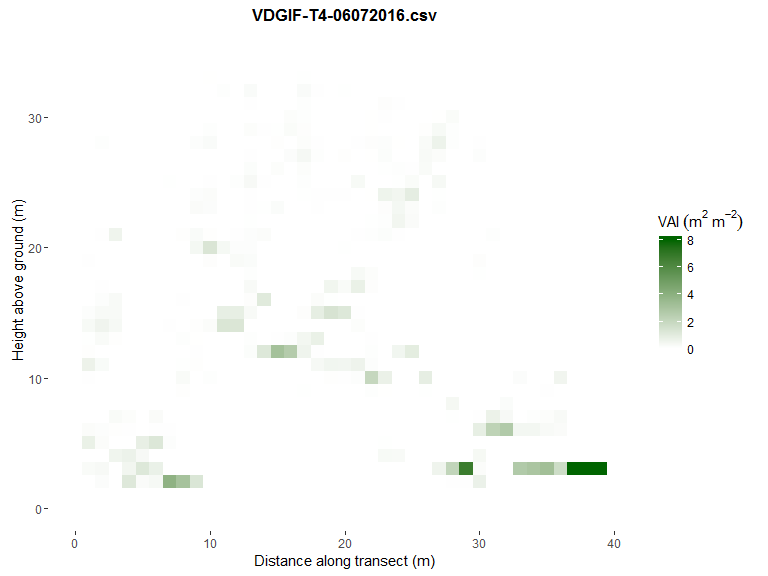 VDGIF-T4-06072016.csv
30
20
10
0
Height above ground (m)
0 10 20 30 40
Distance along transect (m)
VAI (m² m⁻²)
8
6
4
2
0